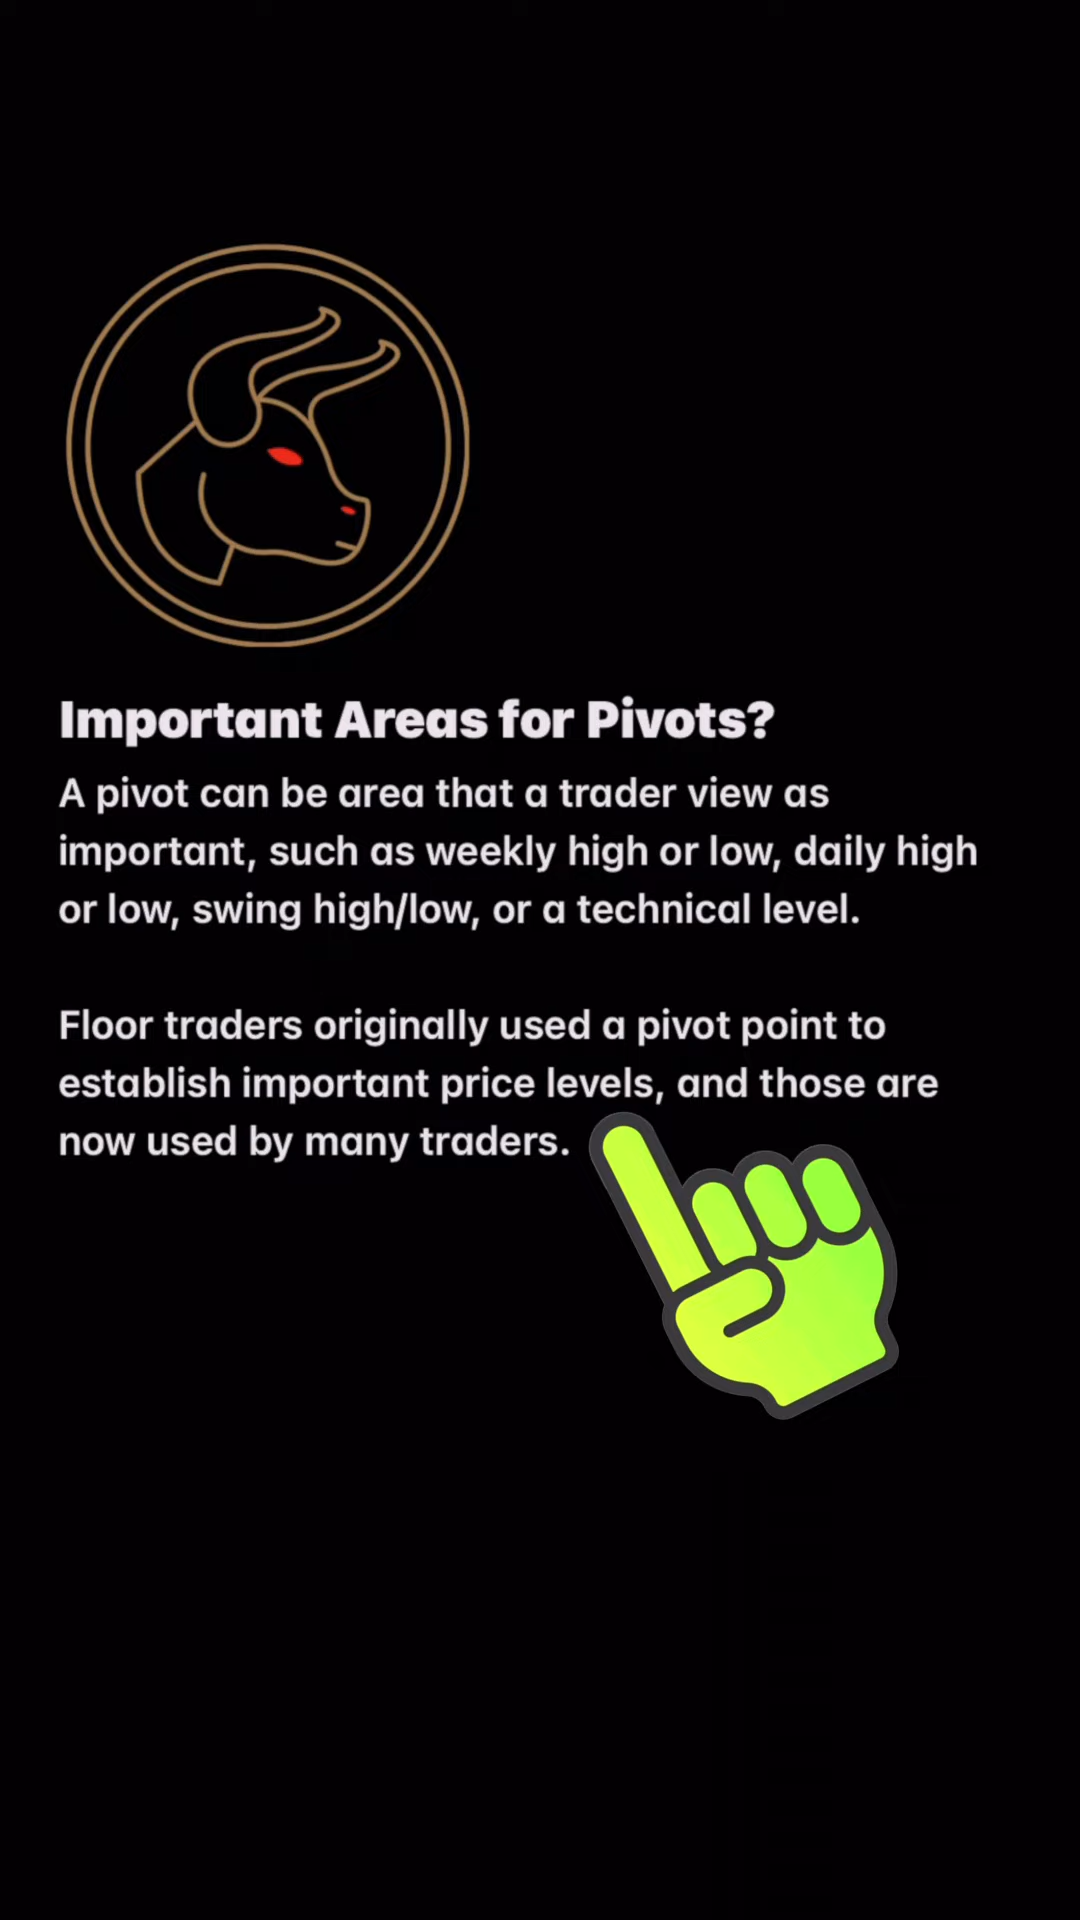 Important Areas for Pivots?
A pivot can be area that a trader view as
important, such as weekly high or low, daily high
or low, swing high/low, or a technical level.
Floor traders originally used a pivot point to
establish important price levels, and those are
now used by many traders.